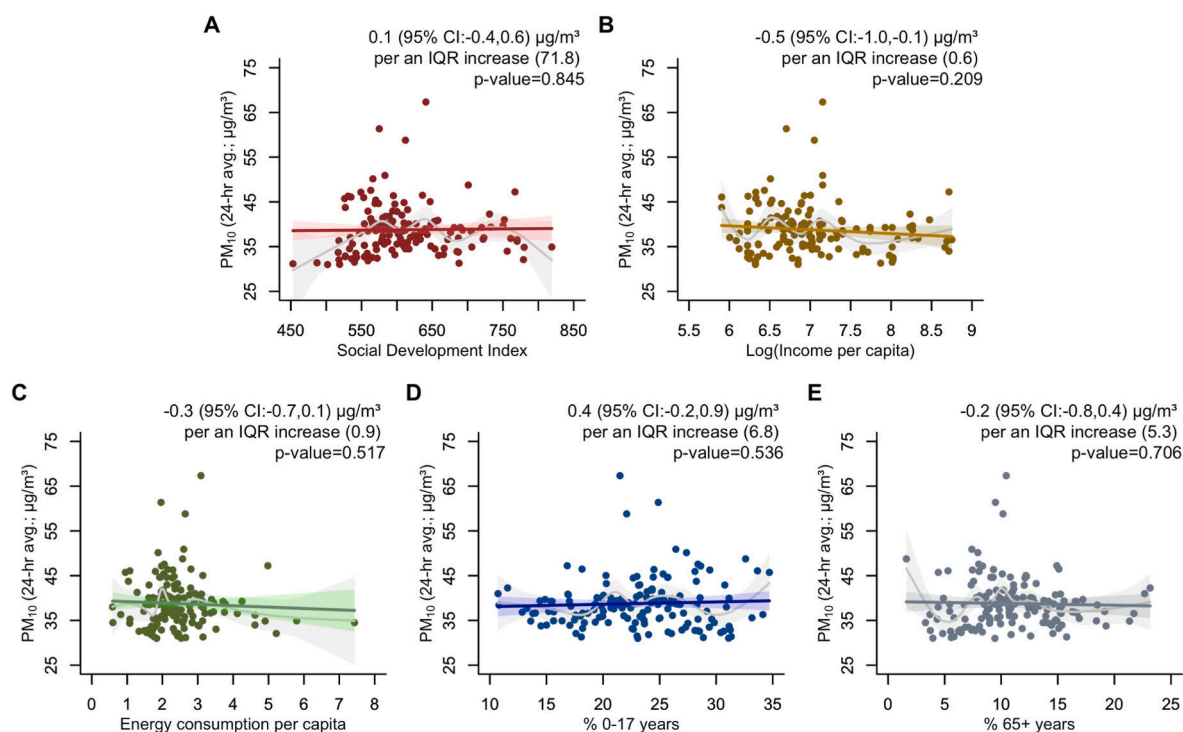 A
0.1 (95% CI:-0.4,0.6) µg/m³
per an IQR increase (71.8)
p-value=0.845
PM₁₀ (24-hr avg.; µg/m³)
75
65
55
45
35
25
450
550
650
750
850
Social Development Index
B
-0.5 (95% CI:-1.0,-0.1) µg/m³
per an IQR increase (0.6)
p-value=0.209
PM₁₀ (24-hr avg.; µg/m³)
75
65
55
45
35
25
5.5
6
6.5
7
7.5
8
8.5
9
Log(Income per capita)
C
-0.3 (95% CI:-0.7,0.1) µg/m³
per an IQR increase (0.9)
p-value=0.517
PM₁₀ (24-hr avg.; µg/m³)
75
65
55
45
35
25
0
1
2
3
4
5
6
7
8
Energy consumption per capita
D
0.4 (95% CI:-0.2,0.9) µg/m³
per an IQR increase (6.8)
p-value=0.536
PM₁₀ (24-hr avg.; µg/m³)
75
65
55
45
35
25
10
15
20
25
30
35
% 0-17 years
E
-0.2 (95% CI:-0.8,0.4) µg/m³
per an IQR increase (5.3)
p-value=0.706
PM₁₀ (24-hr avg.; µg/m³)
75
65
55
45
35
25
0
5
10
15
20
25
% 65+ years